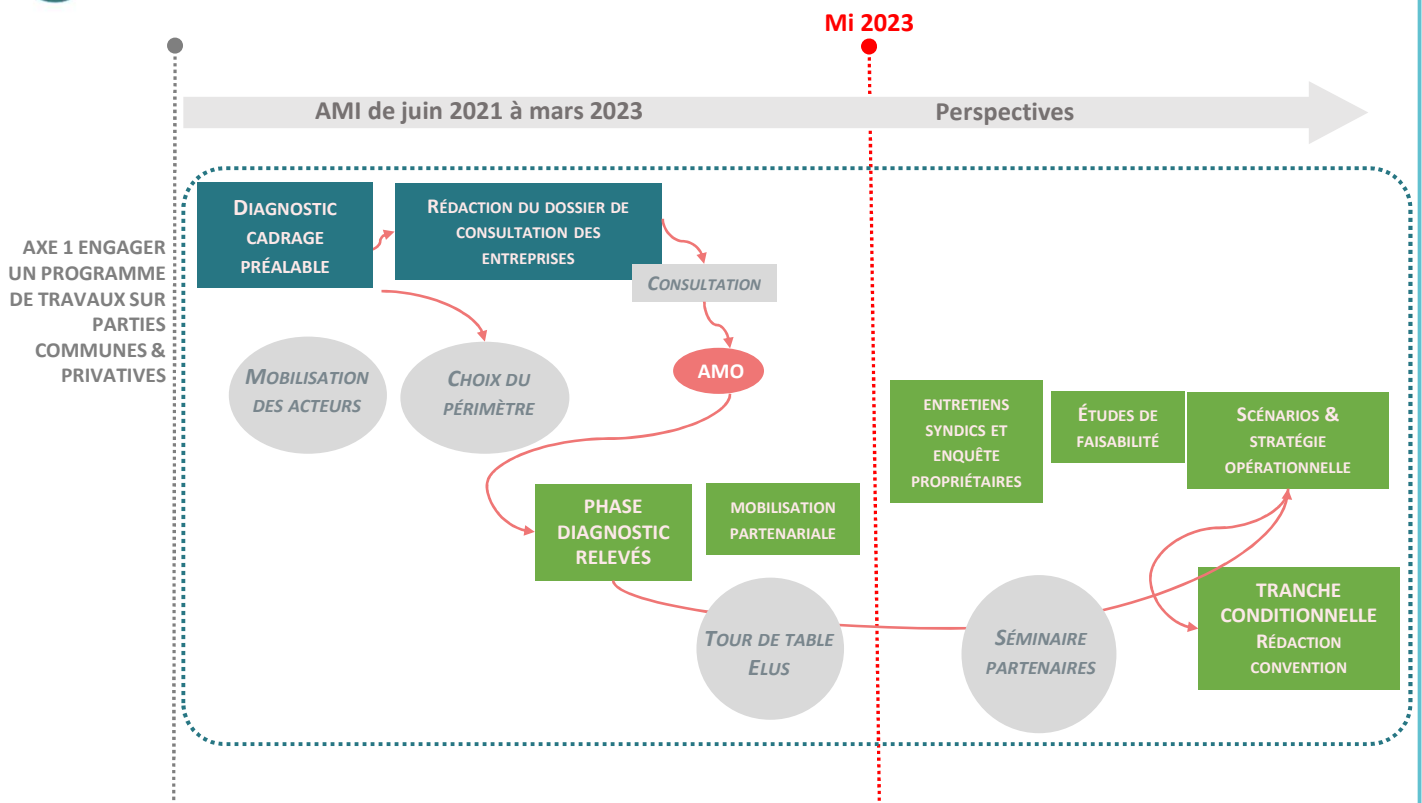 Mi 2023
AMI de juin 2021 à mars 2023
Perspectives
AXE 1 ENGAGER
UN PROGRAMME
DE TRAVAUX SUR
PARTIES
COMMUNES &
PRIVATIVES
DIAGNOSTIC
CADRAGE
PRÉALABLE
RÉDACTION DU DOSSIER DE
CONSULTATION DES
ENTREPRISES
CONSULTATION
MOBILISATION
DES ACTEURS
CHOIX DU
PÉRIMÈTRE
AMO
PHASE
DIAGNOSTIC
RELEVÉS
MOBILISATION
PARTENARIALE
TOUR DE TABLE
ELUS
ENTRETIENS
SYNDICS ET
ENQUÊTE
PROPRIÉTAIRES
ÉTUDES DE
FAISABILITÉ
SCÉNARIOS &
STRATÉGIE
OPÉRATIONNELLE
SÉMINAIRE
PARTENAIRES
TRANCHE
CONDITIONNELLE
RÉDACTION
CONVENTION